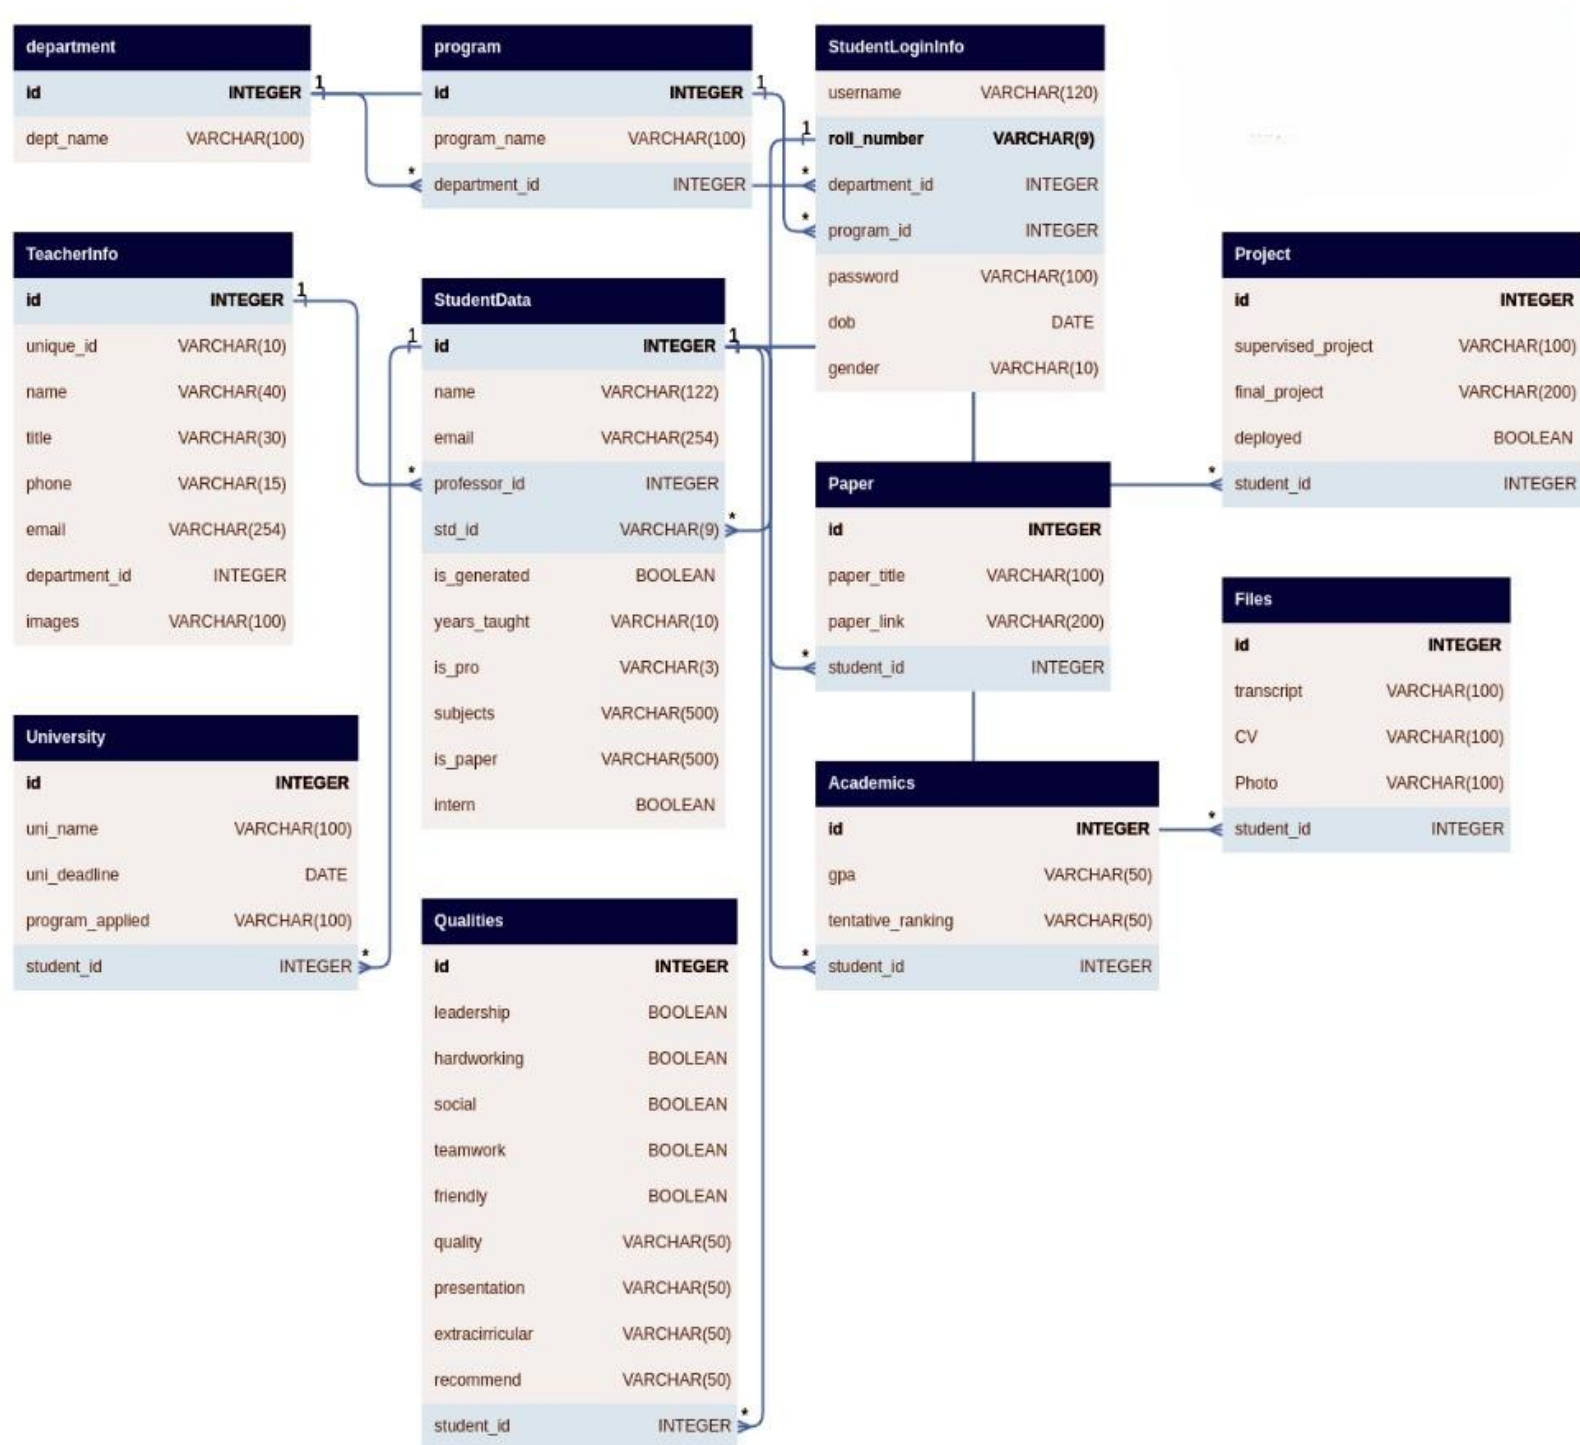 department
id INTEGER
dept_name VARCHAR(100)
1
program
id INTEGER
program_name VARCHAR(100)
* department_id INTEGER
1
StudentLoginInfo
username VARCHAR(120)
1 roll_number VARCHAR(9)
* department_id INTEGER
* program_id INTEGER
password VARCHAR(100)
dob DATE
gender VARCHAR(10)
TeacherInfo
id INTEGER 1
unique_id VARCHAR(10)
name VARCHAR(40)
title VARCHAR(30)
phone VARCHAR(15)
email VARCHAR(254)
department_id INTEGER
images VARCHAR(100)
StudentData
1 id INTEGER 1
name VARCHAR(122)
email VARCHAR(254)
* professor_id INTEGER
std_id VARCHAR(9) *
is_generated BOOLEAN
years_taught VARCHAR(10)
is_pro VARCHAR(3)
subjects VARCHAR(500)
is_paper VARCHAR(500)
intern BOOLEAN
Project
id INTEGER
supervised_project VARCHAR(100)
final_project VARCHAR(200)
deployed BOOLEAN
* student_id INTEGER
Paper
id INTEGER
paper_title VARCHAR(100)
paper_link VARCHAR(200)
* student_id INTEGER
Files
id INTEGER
transcript VARCHAR(100)
CV VARCHAR(100)
Photo VARCHAR(100)
* student_id INTEGER
University
id INTEGER
uni_name VARCHAR(100)
uni_deadline DATE
program_applied VARCHAR(100)
student_id INTEGER *
Academics
id INTEGER
gpa VARCHAR(50)
tentative_ranking VARCHAR(50)
* student_id INTEGER
Qualities
id INTEGER
leadership BOOLEAN
hardworking BOOLEAN
social BOOLEAN
teamwork BOOLEAN
friendly BOOLEAN
quality VARCHAR(50)
presentation VARCHAR(50)
extracirricular VARCHAR(50)
recommend VARCHAR(50)
student_id INTEGER *